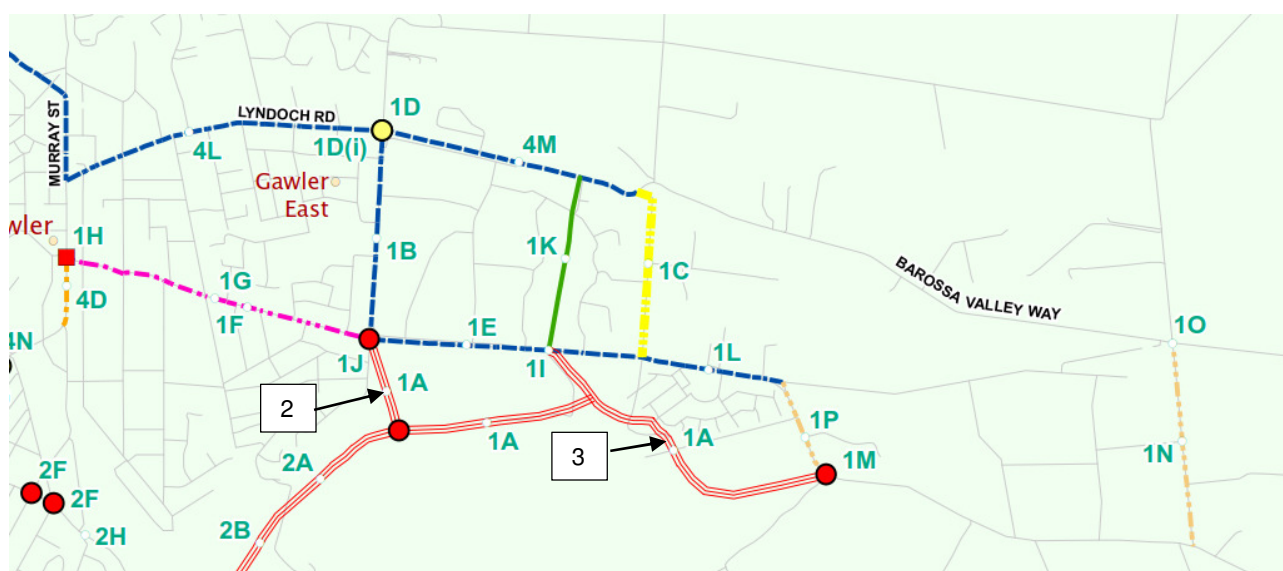 1D
LYNDOCH RD
MURRAY ST
4L
1D(i)
4M
Gawler
East
wler
1H
1B
1K
1C
4D
1G
1F
BAROSSA VALLEY WAY
4N
1E
1J
1I
1L
1O
2
1A
1A
3
1A
1P
1M
1N
2A
2F
2F
2B
2H